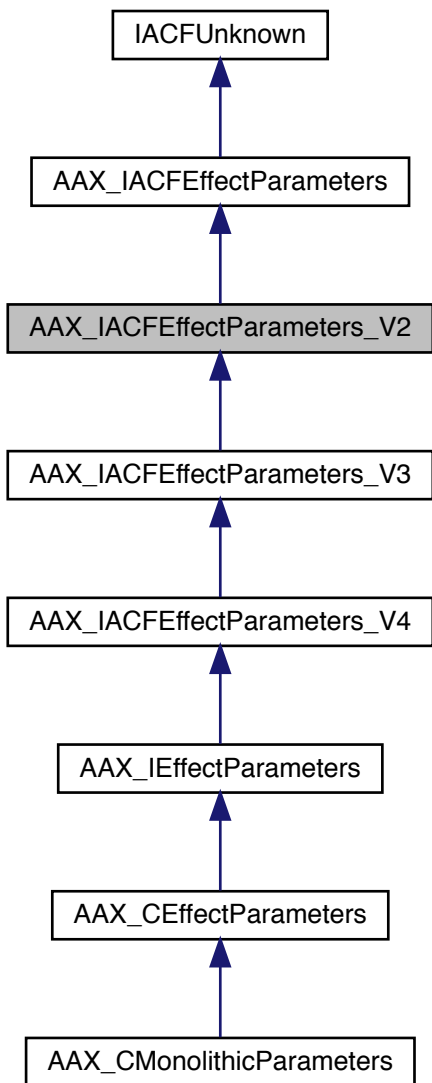 IACFUnknown
AAX_IACFEffectParameters
AAX_IACFEffectParameters_V2
AAX_IACFEffectParameters_V3
AAX_IACFEffectParameters_V4
AAX_IEffectParameters
AAX_CEffectParameters
AAX_CMonolithicParameters